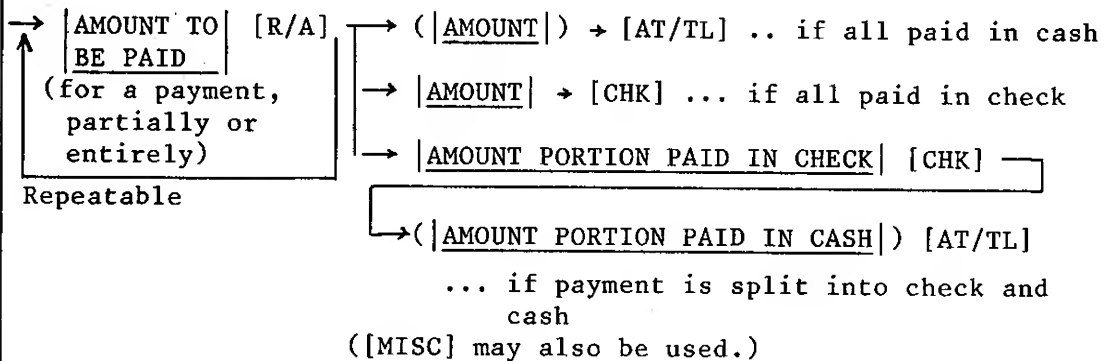 → |AMOUNT TO BE PAID| [R/A] → (|AMOUNT|) → [AT/TL] .. if all paid in cash
(for a payment, partially or entirely)
Repeatable
→ |AMOUNT| → [CHK] ... if all paid in check
→ |AMOUNT PORTION PAID IN CHECK| [CHK]
→ (|AMOUNT PORTION PAID IN CASH|) [AT/TL]
... if payment is split into check and
cash
([MISC] may also be used.)